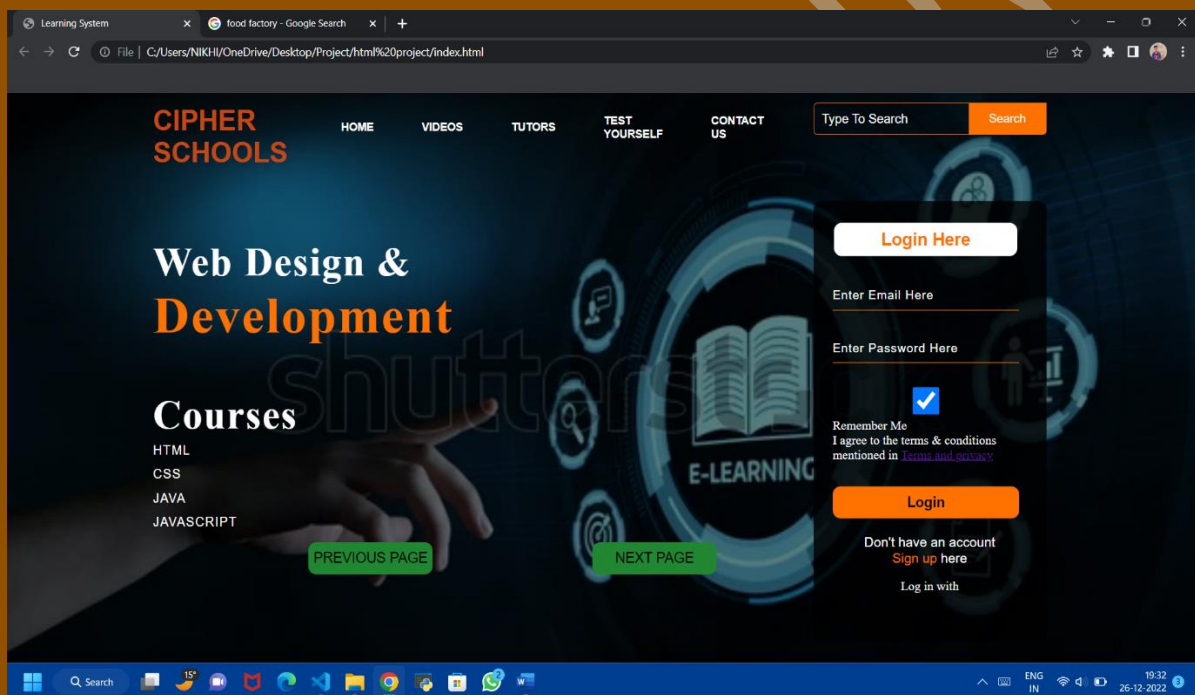 Learning System
food factory - Google Search
File | C:/Users/NIKHI/OneDrive/Desktop/Project/html%20project/index.html
CIPHER
SCHOOLS
HOME
VIDEOS
TUTORS
TEST
YOURSELF
CONTACT
US
Type To Search
Search
Web Design &
Development
Courses
HTML
CSS
JAVA
JAVASCRIPT
PREVIOUS PAGE
NEXT PAGE
shutterst
E-LEARNING
Login Here
Enter Email Here
Enter Password Here
Remember Me
I agree to the terms & conditions
mentioned in Terms and privacy
Login
Don't have an account
Sign up here
Log in with
Search
15°
2
W
ENG
IN
19:32
26-12-2022
3